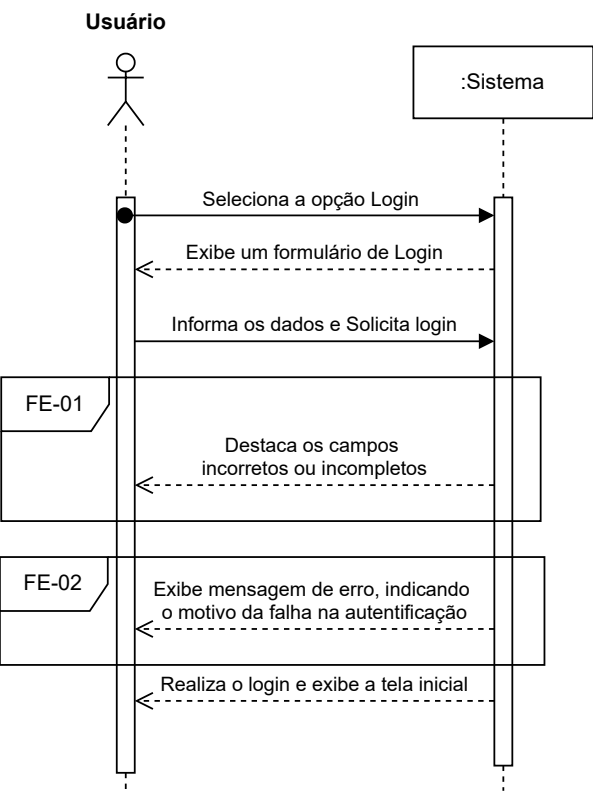 Usuário
:Sistema
Seleciona a opção Login
Exibe um formulário de Login
Informa os dados e Solicita login
FE-01
Destaca os campos
incorretos ou incompletos
FE-02
Exibe mensagem de erro, indicando
o motivo da falha na autentificação
Realiza o login e exibe a tela inicial